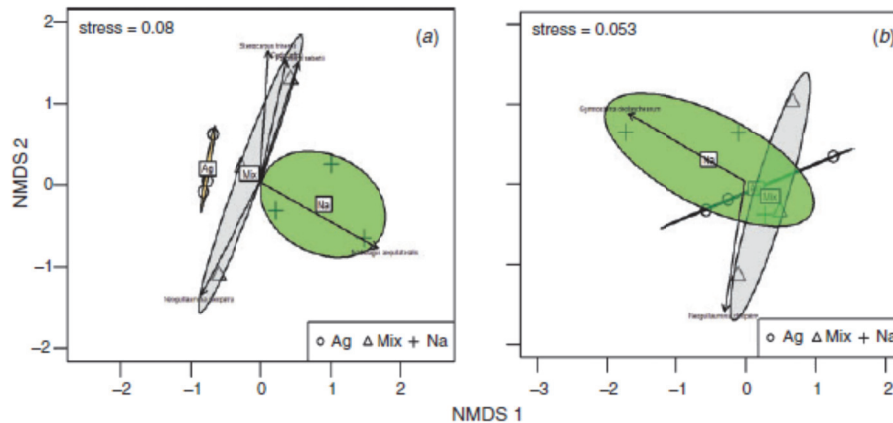 stress = 0.08
(a)
stress = 0.053
(b)
NMDS 2
2
1
0
−1
−2
Ag
Mix
Na
Na
Mix
○ Ag △ Mix + Na
○ Ag △ Mix + Na
−2 −1 0 1 2
−3 −2 −1 0 1 2
NMDS 1